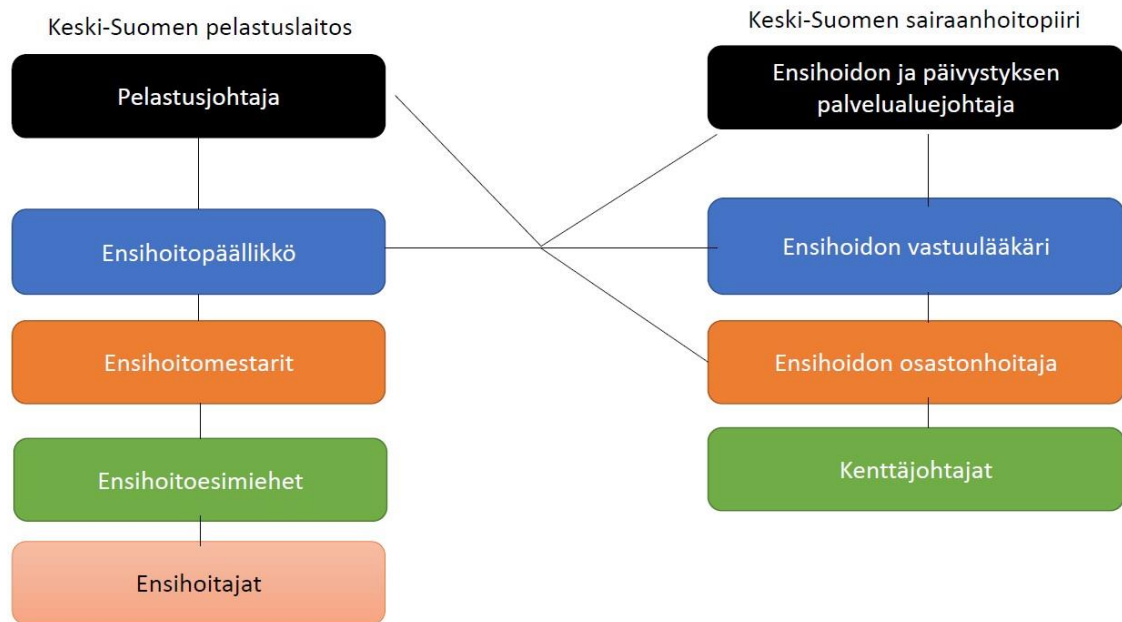 Keski-Suomen pelastuslaitos
Pelastusjohtaja
Ensihoitopäällikkö
Ensihoitomestarit
Ensihoitoesimiehet
Ensihoitajat
Keski-Suomen sairaanhoitopiiri
Ensihoidon ja päivystyksen
palvelualuejohtaja
Ensihoidon vastuulääkäri
Ensihoidon osastonhoitaja
Kenttäjohtajat